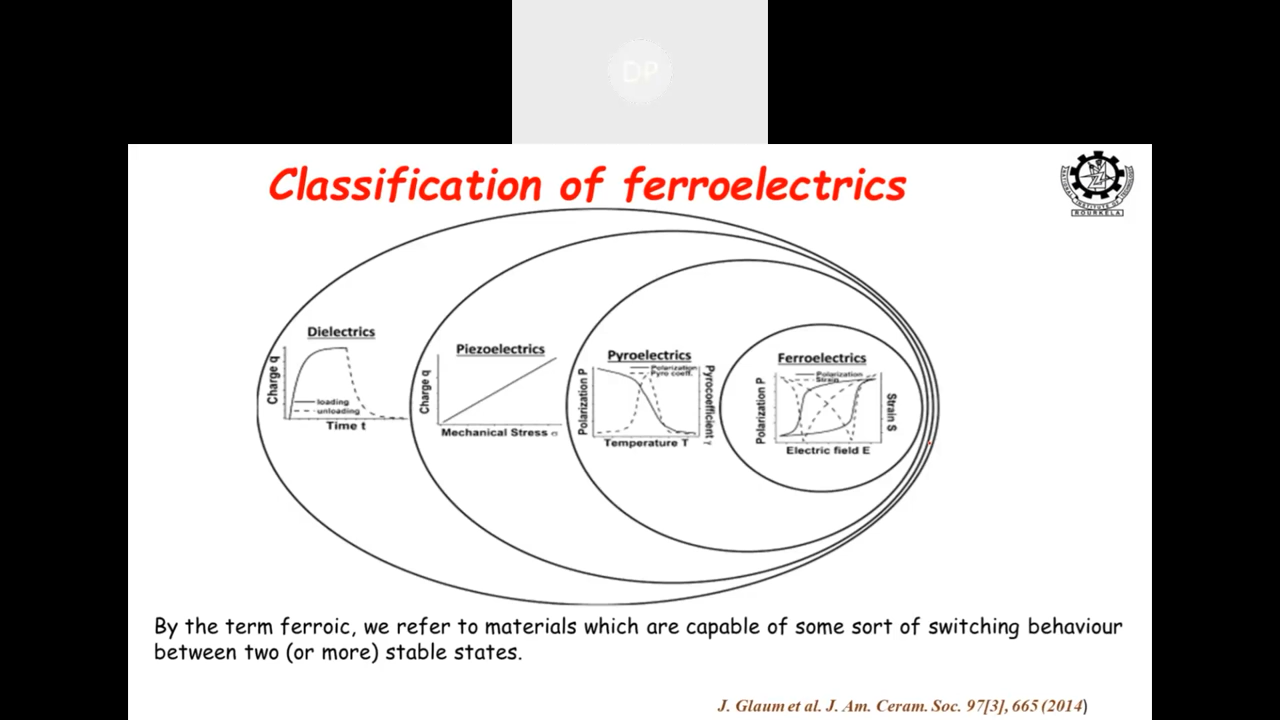 DP
Classification of ferroelectrics
ROURKELA
Dielectrics
Charge q
loading
unloading
Time t
Piezoelectrics
Charge q
Mechanical Stress σ
Pyroelectrics
Polarization
Pyro coeff.
Polarization P
Pyrocoefficient γ
Temperature T
Ferroelectrics
Polarization
Strain
Polarization P
Strain S
Electric field E
By the term ferroic, we refer to materials which are capable of some sort of switching behaviour
between two (or more) stable states.
J. Glaum et al. J. Am. Ceram. Soc. 97[3], 665 (2014)